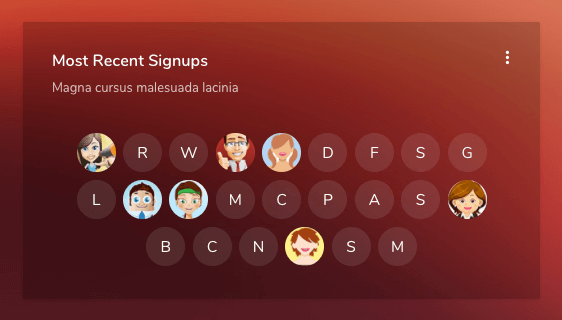 Most Recent Signups
Magna cursus malesuada lacinia
R W D F S G
L M C P A S
B C N S M